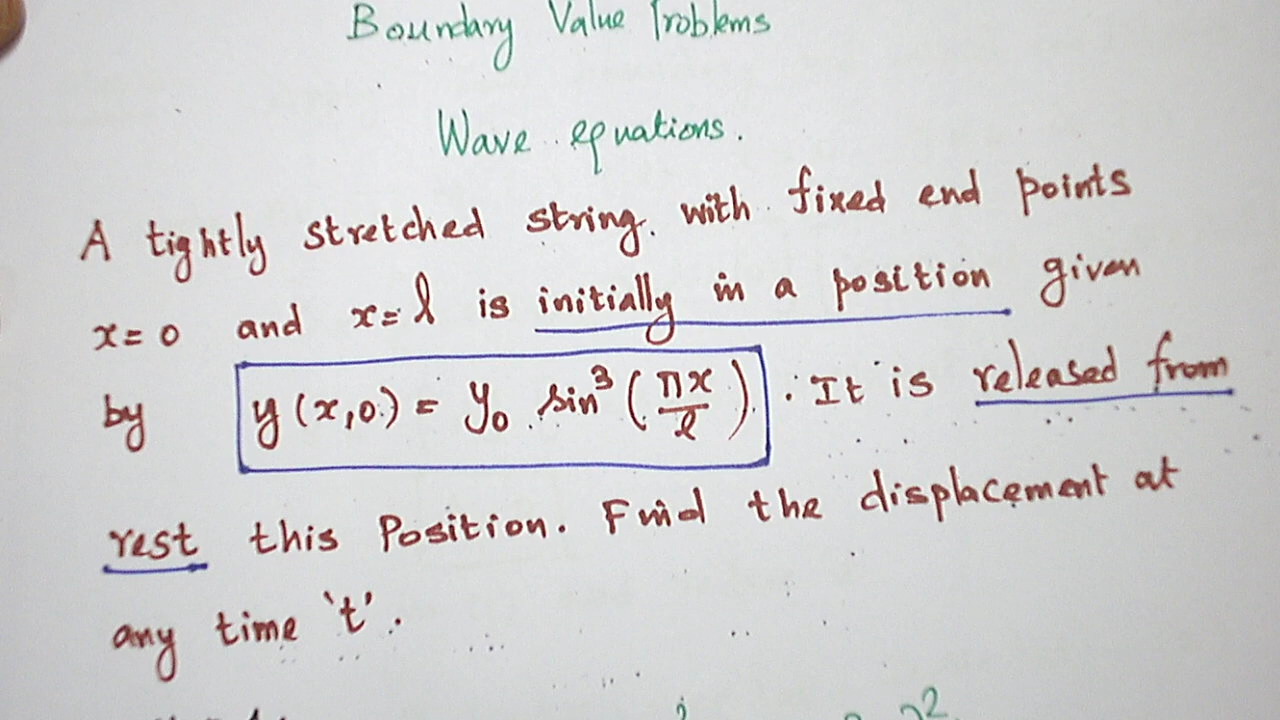 Boundary Value Problems
Wave equations.
A tightly stretched string with fixed end points
x=0 and x=l is initially in a position given
by y(x,0) = y₀ sin³(πx/l). It is released from
rest this Position. Find the displacement at
any time 't'.